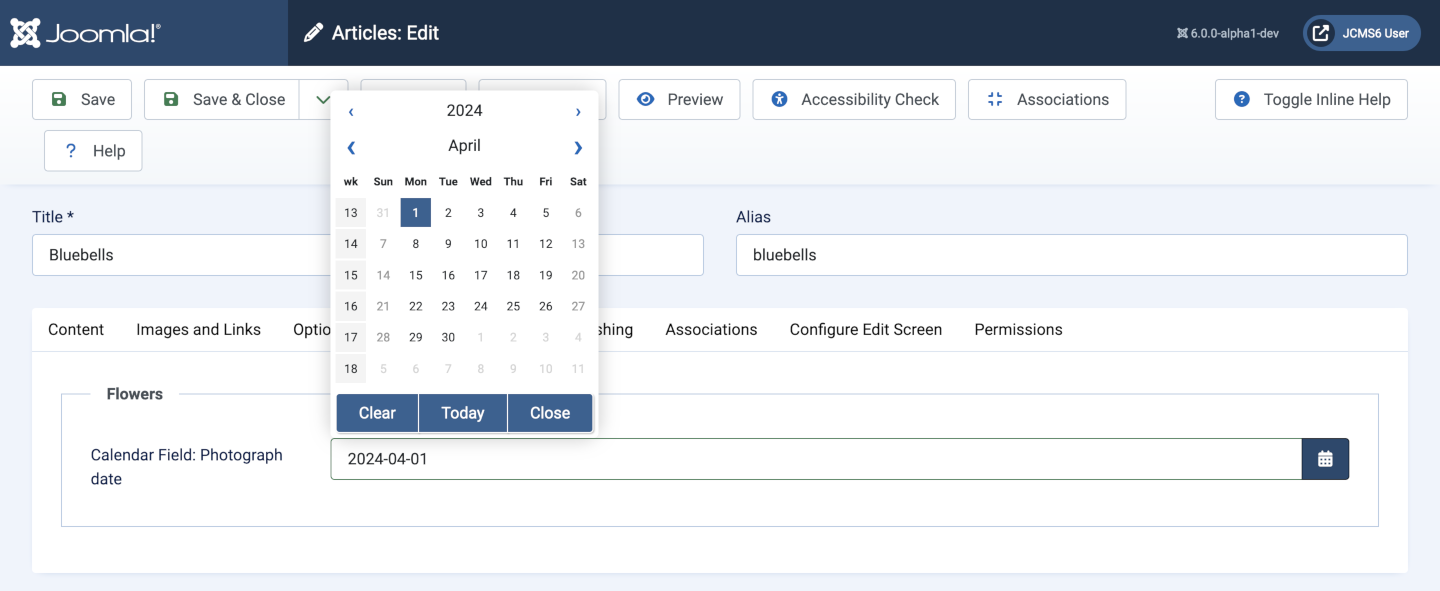 Joomla!® Articles: Edit 6.0.0-alpha1-dev JCMS6 User
Save Save & Close Preview Accessibility Check Associations Toggle Inline Help
? Help
‹ 2024 ›
❮ April ❯
wk Sun Mon Tue Wed Thu Fri Sat
13 31 1 2 3 4 5 6
14 7 8 9 10 11 12 13
15 14 15 16 17 18 19 20
16 21 22 23 24 25 26 27
17 28 29 30 1 2 3 4
18 5 6 7 8 9 10 11
Clear Today Close
Title * Alias
Bluebells bluebells
Content Images and Links Optio shing Associations Configure Edit Screen Permissions
Flowers
Calendar Field: Photograph
date
2024-04-01